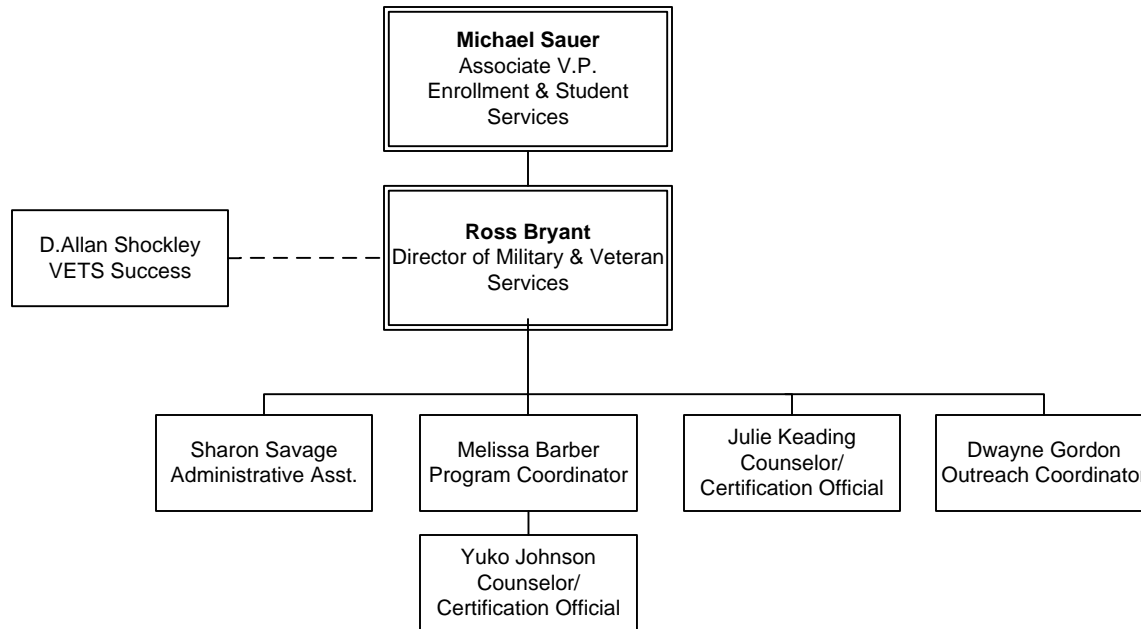 Michael Sauer
Associate V.P.
Enrollment & Student
Services
D.Allan Shockley
VETS Success
Ross Bryant
Director of Military & Veteran
Services
Sharon Savage
Administrative Asst.
Melissa Barber
Program Coordinator
Julie Keading
Counselor/
Certification Official
Dwayne Gordon
Outreach Coordinator
Yuko Johnson
Counselor/
Certification Official